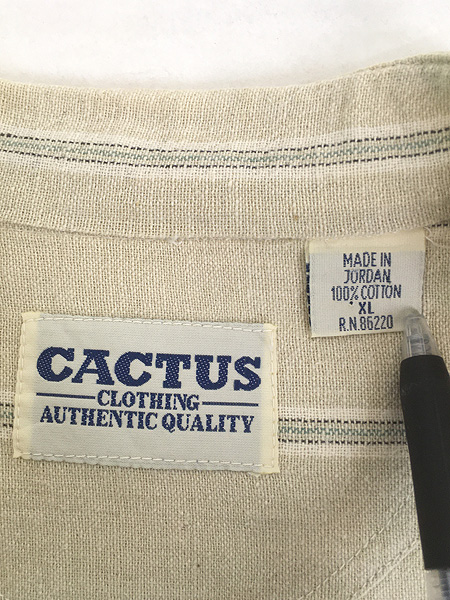 MADE IN
JORDAN
100% COTTON
XL
R.N.86220
CACTUS
CLOTHING
AUTHENTIC QUALITY